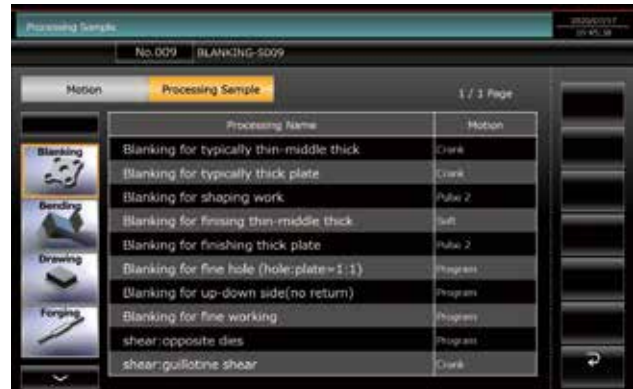 Processing Sample
No.009 BLANKING-S009
Motion Processing Sample 1 / 1 Page
Processing Name Motion
Blanking
Bending
Drawing
Forging
Blanking for typically thin-middle thick Crank
Blanking for typically thick plate Crank
Blanking for shaping work Pulse 2
Blanking for finising thin-middle thick Soft
Blanking for finishing thick plate Pulse 2
Blanking for fine hole (hole:plate=1:1) Program
Blanking for up-down side(no return) Program
Blanking for fine working Program
shear:opposite dies Program
shear:guillotine shear Crank